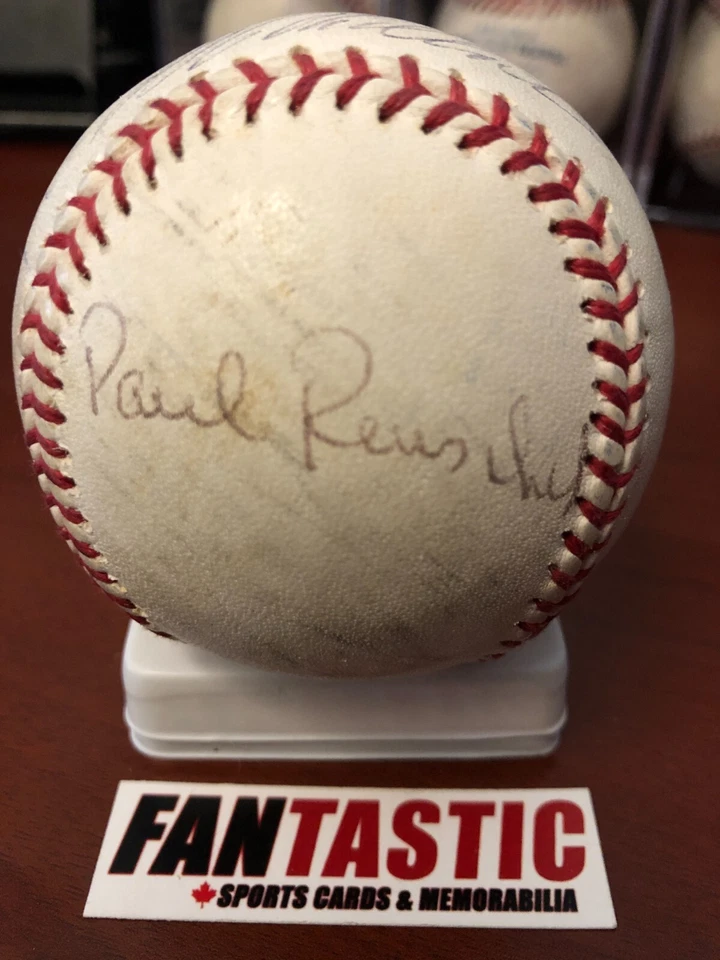 Paul Reuschel
FANTASTIC
SPORTS CARDS & MEMORABILIA